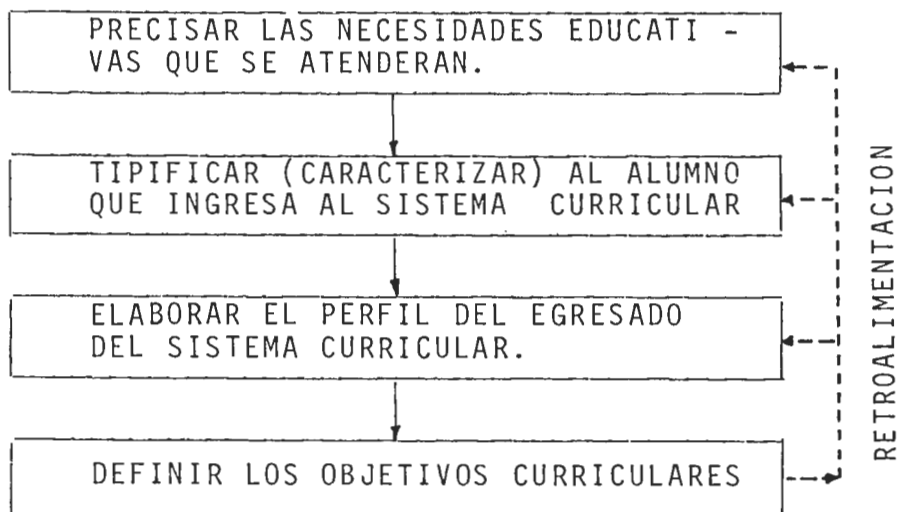 PRECISAR LAS NECESIDADES EDUCATI -
VAS QUE SE ATENDERAN.
TIPIFICAR (CARACTERIZAR) AL ALUMNO
QUE INGRESA AL SISTEMA CURRICULAR
ELABORAR EL PERFIL DEL EGRESADO
DEL SISTEMA CURRICULAR.
DEFINIR LOS OBJETIVOS CURRICULARES
RETROALIMENTACION